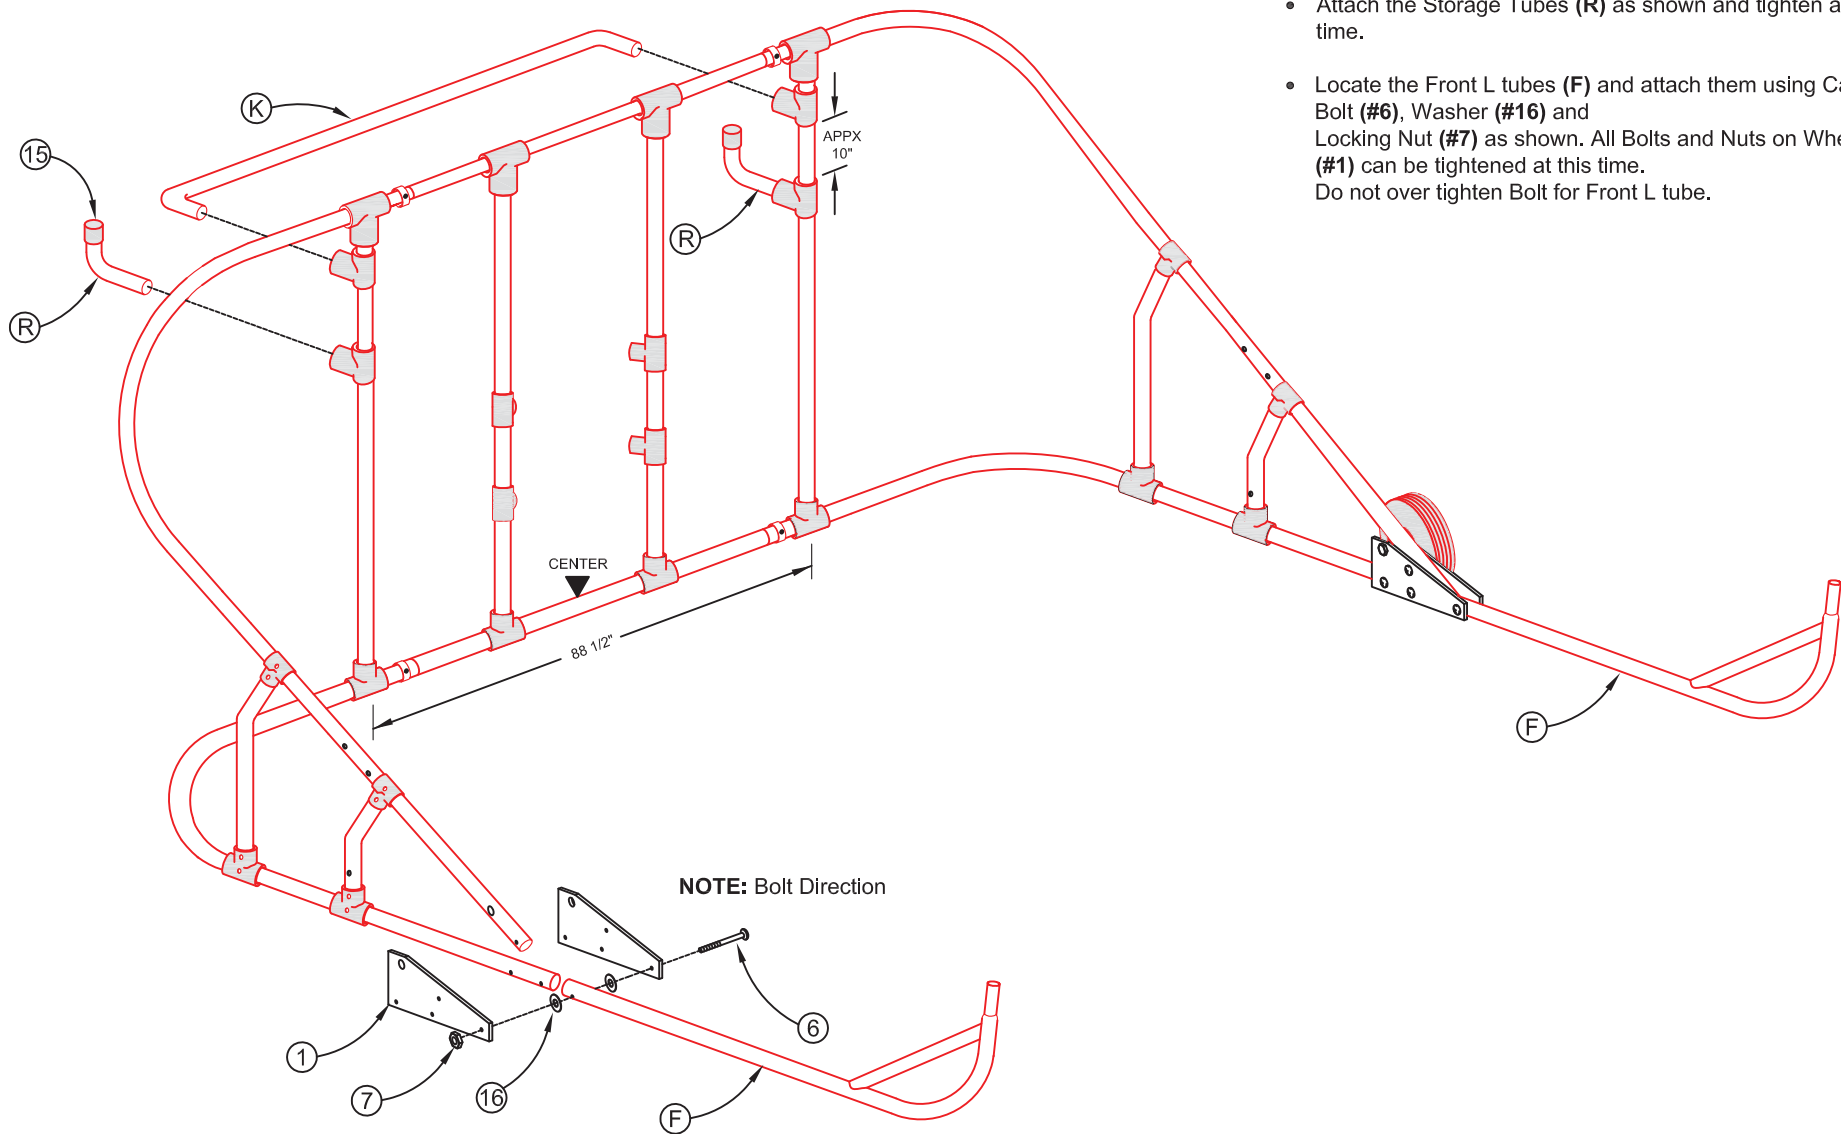 • Attach the Storage Tubes (R) as shown and tighten
time.
• Locate the Front L tubes (F) and attach them using
Bolt (#6), Washer (#16) and
Locking Nut (#7) as shown. All Bolts and Nuts on
(#1) can be tightened at this time.
Do not over tighten Bolt for Front L tube.
K
15
R
APPX
10"
R
CENTER
88 1/2"
F
NOTE: Bolt Direction
6
1
7
16
F